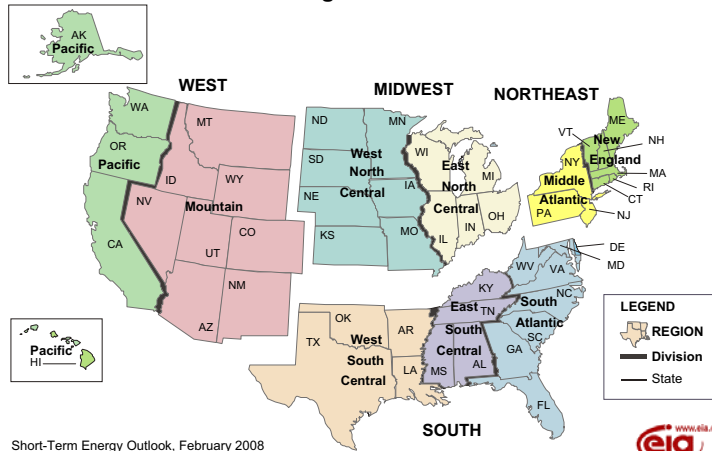 AK
Pacific
WEST
MIDWEST
NORTHEAST
WA
MT
ND
MN
VT
ME
OR
SD
WI
New
NH
Pacific
West
East
MI
NY
England
ID
WY
North
North
Middle
MA
NV
Mountain
NE
Central
IA
Central
OH
Atlantic
RI
CA
CO
KS
MO
IL
IN
PA
CT
UT
NJ
NM
AZ
DE
MD
WV
VA
KY
NC
East
TN
South
OK
AR
South
Atlantic
TX
West
Central
SC
South
LA
MS
AL
GA
Central
FL
SOUTH
Pacific
HI
LEGEND
REGION
Division
State
Short-Term Energy Outlook, February 2008
www.eia.
eia